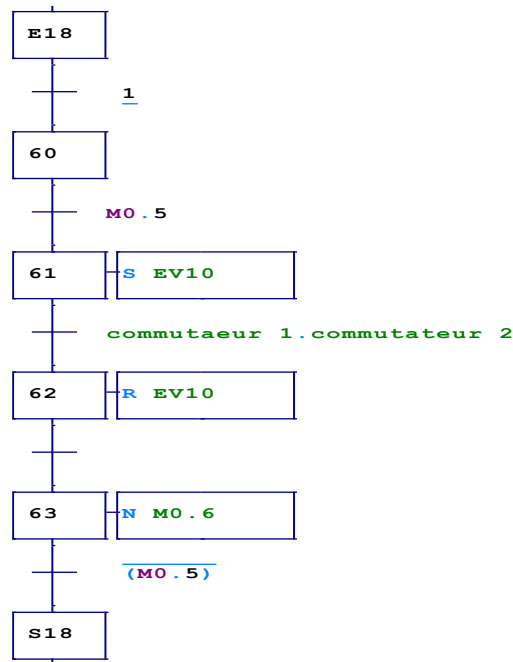 E18
1
60
M0.5
61 S EV10
commutaeur 1.commutateur 2
62 R EV10
63 N M0.6
(M0.5)
S18